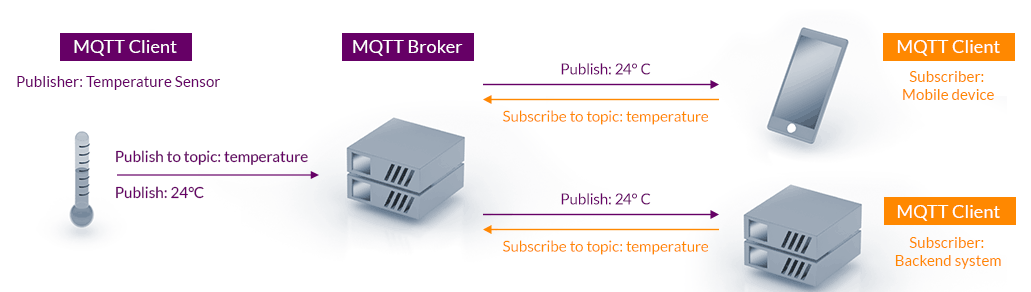 MQTT Client
Publisher: Temperature Sensor
Publish to topic: temperature
Publish: 24°C
MQTT Broker
Publish: 24° C
Subscribe to topic: temperature
MQTT Client
Subscriber:
Mobile device
Publish: 24° C
Subscribe to topic: temperature
MQTT Client
Subscriber:
Backend system